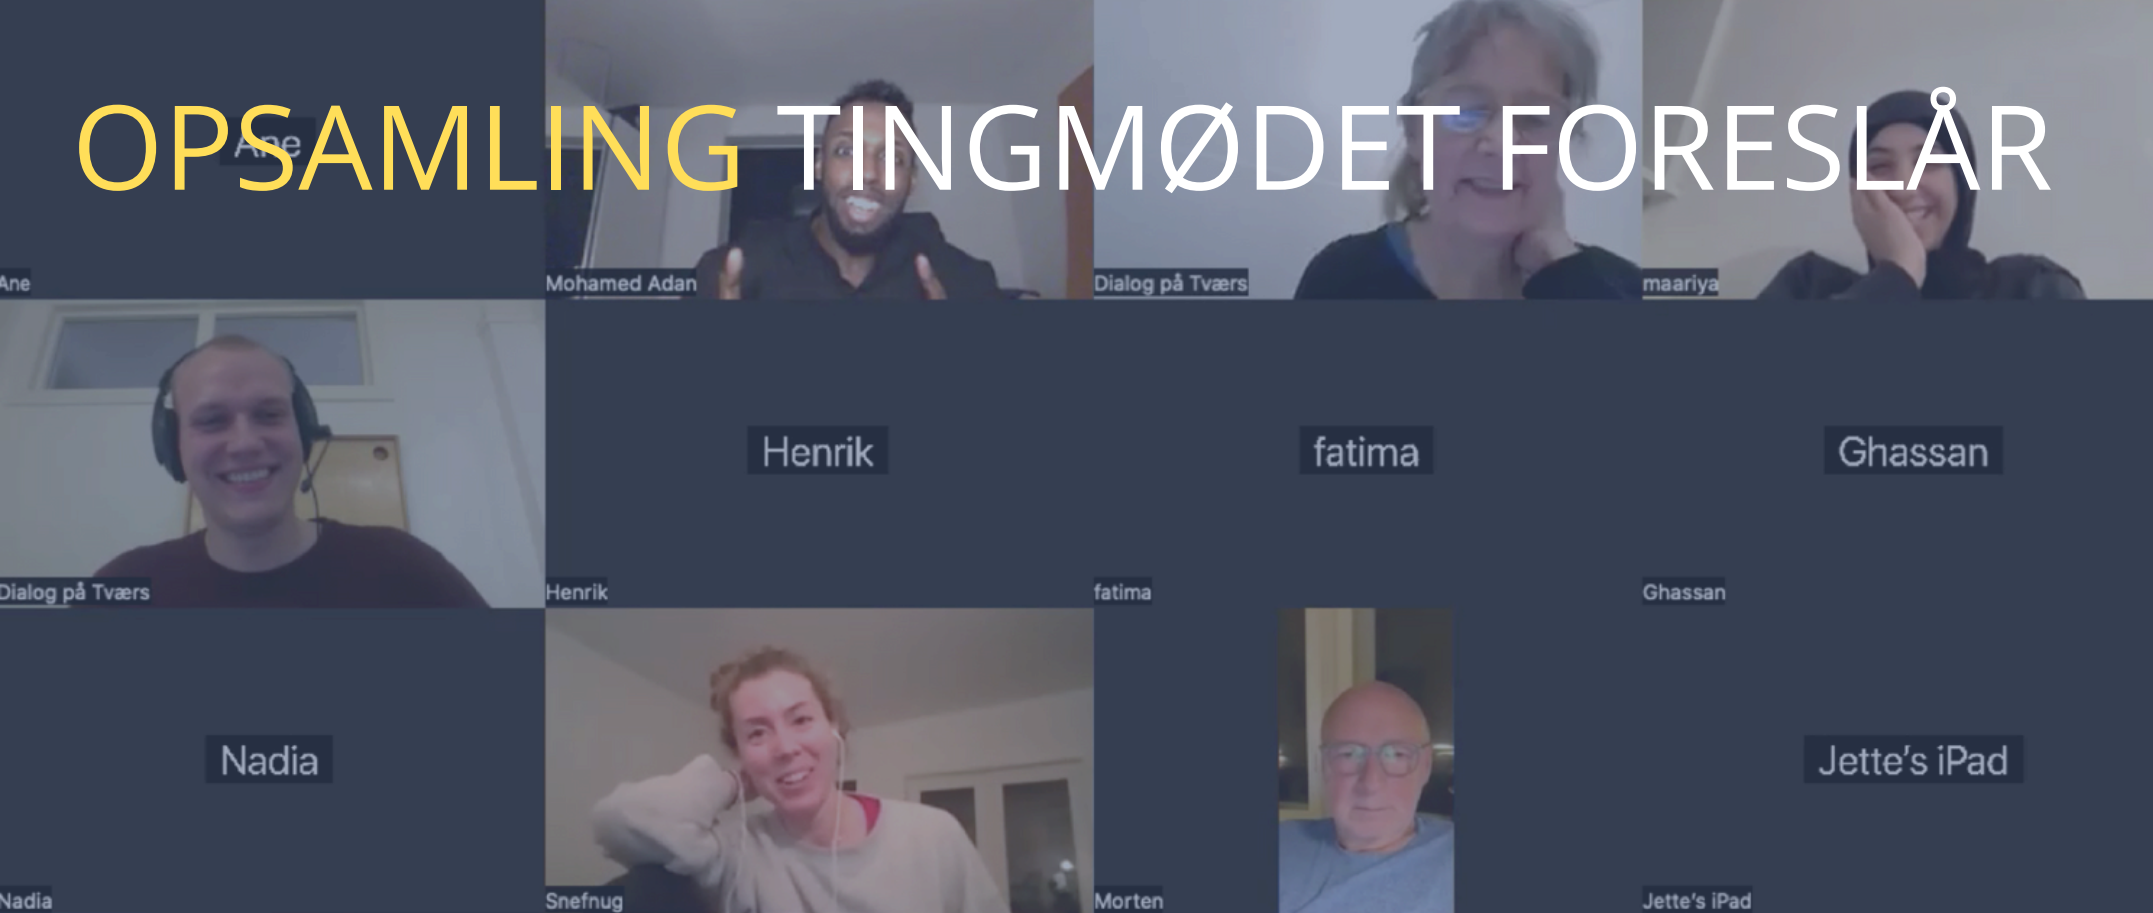 OPSAMLING TINGMØDET FORESLÅR
Ane
Ane
Mohamed Adan
Dialog på Tværs
maariya
Henrik
fatima
Ghassan
Dialog på Tværs
Henrik
fatima
Ghassan
Nadia
Jette's iPad
Nadia
Snefnug
Morten
Jette's iPad